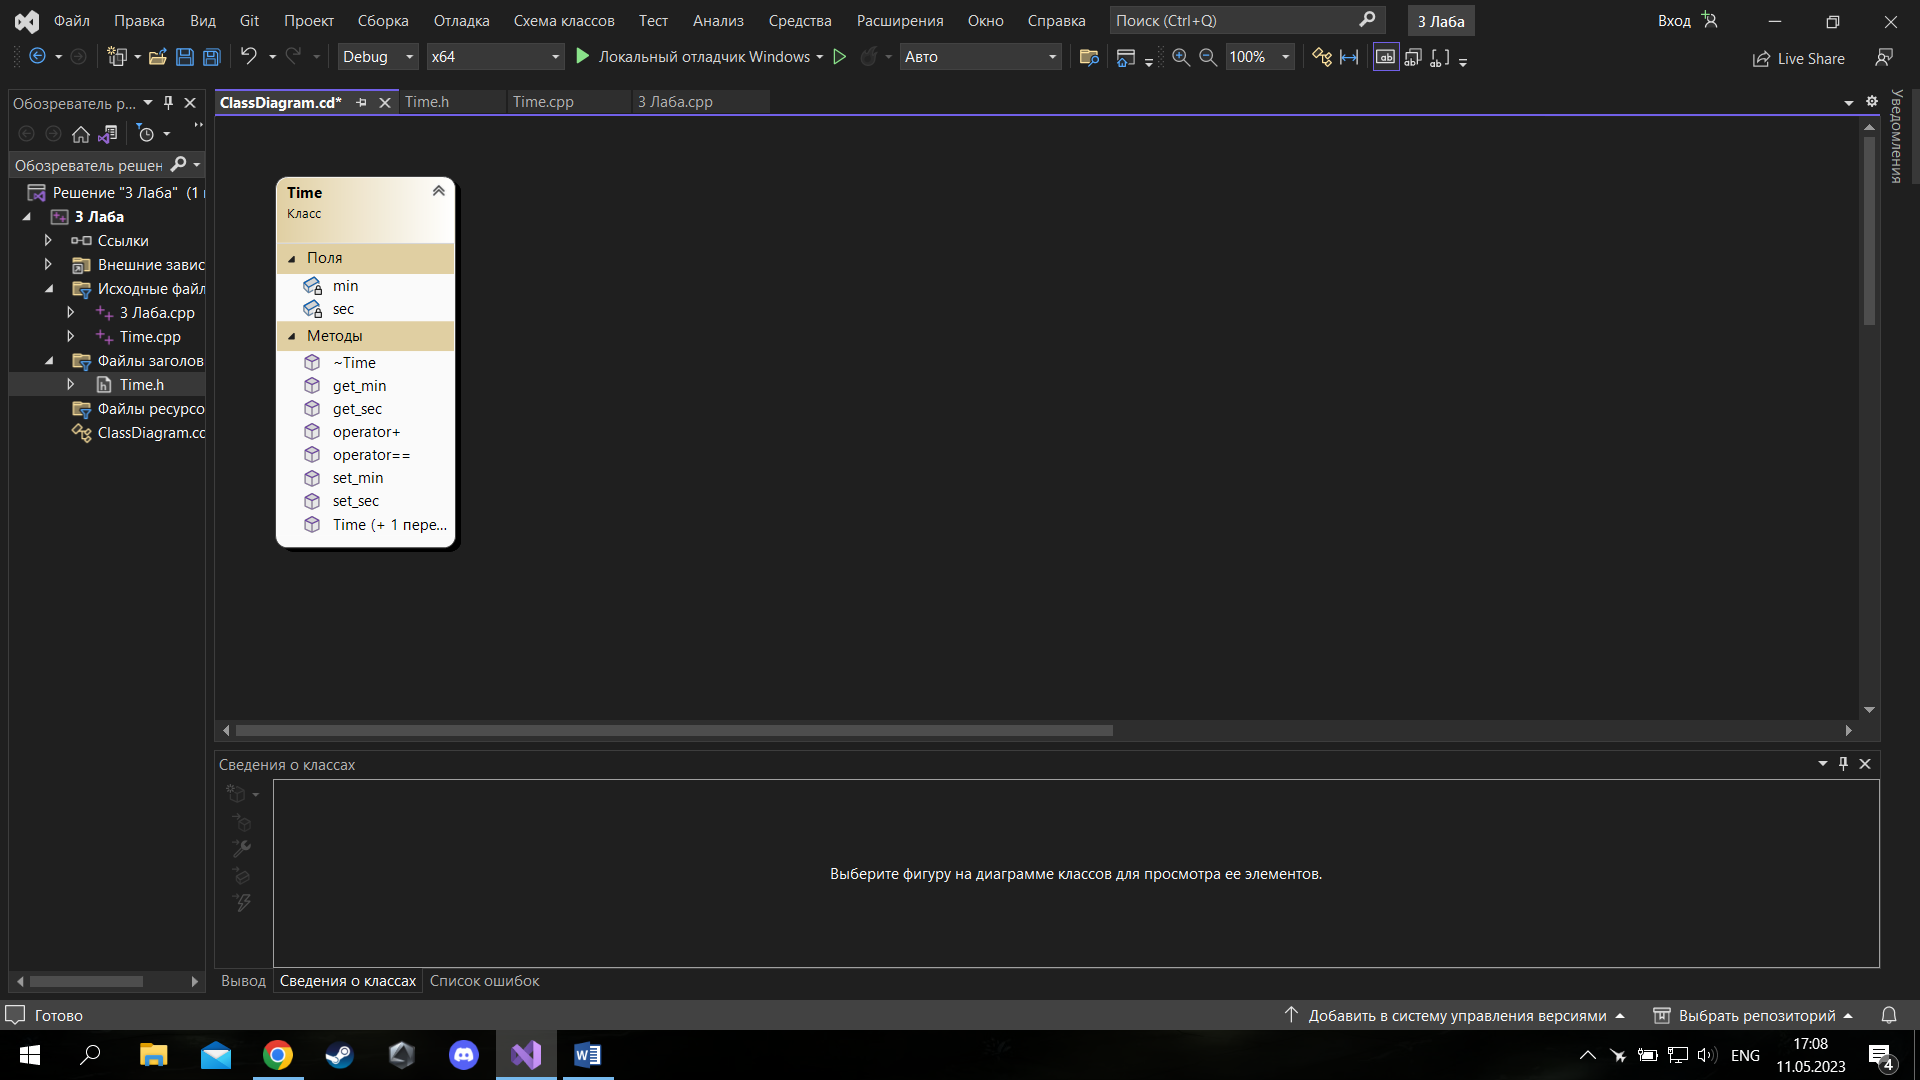 Файл Правка Вид Git Проект Сборка Отладка Схема классов Тест Анализ Средства Расширения Окно Справка Поиск (Ctrl+Q) 3 Лаба Вход
Debug x64 Локальный отладчик Windows Авто 100% Live Share
Обозреватель р...
ClassDiagram.cd* Time.h Time.cpp 3 Лаба.cpp
Уведомления
Обозреватель решен
Решение "3 Лаба" (1
3 Лаба
Ссылки
Внешние завис
Исходные файл
3 Лаба.cpp
Time.cpp
Файлы заголов
Time.h
Файлы ресурсо
ClassDiagram.cd
Time
Класс
Поля
min
sec
Методы
~Time
get_min
get_sec
operator+
operator==
set_min
set_sec
Time (+ 1 пере...
Сведения о классах
Выберите фигуру на диаграмме классов для просмотра ее элементов.
Вывод Сведения о классах Список ошибок
Готово Добавить в систему управления версиями Выбрать репозиторий
ENG
17:08
11.05.2023
4